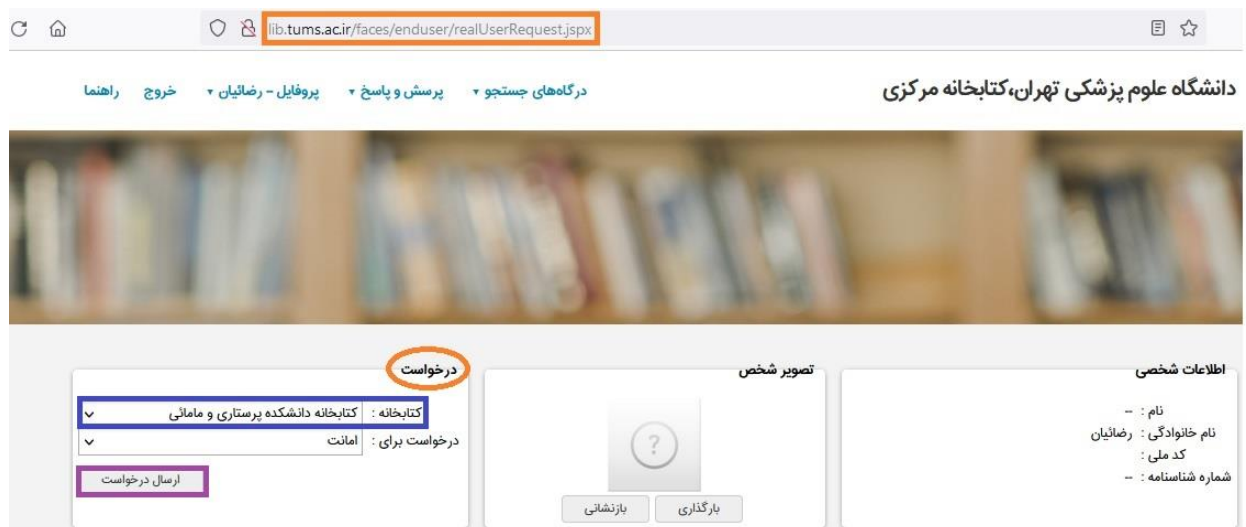 lib.tums.ac.ir/faces/enduser/realUserRequest.jspx
دانشگاه علوم پزشکی تهران،کتابخانه مرکزی
درگاه‌های جستجو
پرسش و پاسخ
پروفایل - رضائیان
خروج
راهنما
اطلاعات شخصی
نام : --
نام خانوادگی : رضائیان
کد ملی :
شماره شناسنامه : --
تصویر شخص
?
بارگذاری
بازنشانی
درخواست
کتابخانه : کتابخانه دانشکده پرستاری و مامائی
درخواست برای : امانت
ارسال درخواست